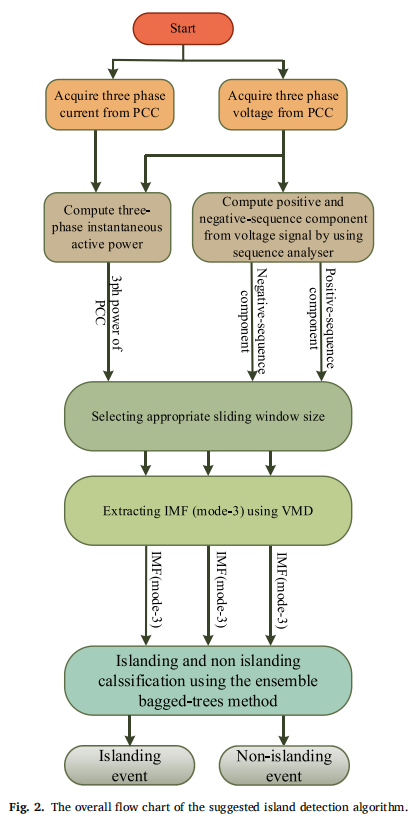 Start
Acquire three phase
current from PCC
Acquire three phase
voltage from PCC
Compute three-
phase instantaneous
active power
Compute positive and
negative-sequence component
from voltage signal by using
sequence analyser
3ph power of
PCC
Negative-sequence
component
Positive-sequence
component
Selecting appropriate sliding window size
Extracting IMF (mode-3) using VMD
IMF(mode-3)
IMF(mode-3)
IMF(mode-3)
Islanding and non islanding
calssification using the ensemble
bagged-trees method
Islanding
event
Non-islanding
event
Fig. 2. The overall flow chart of the suggested island detection algorithm.